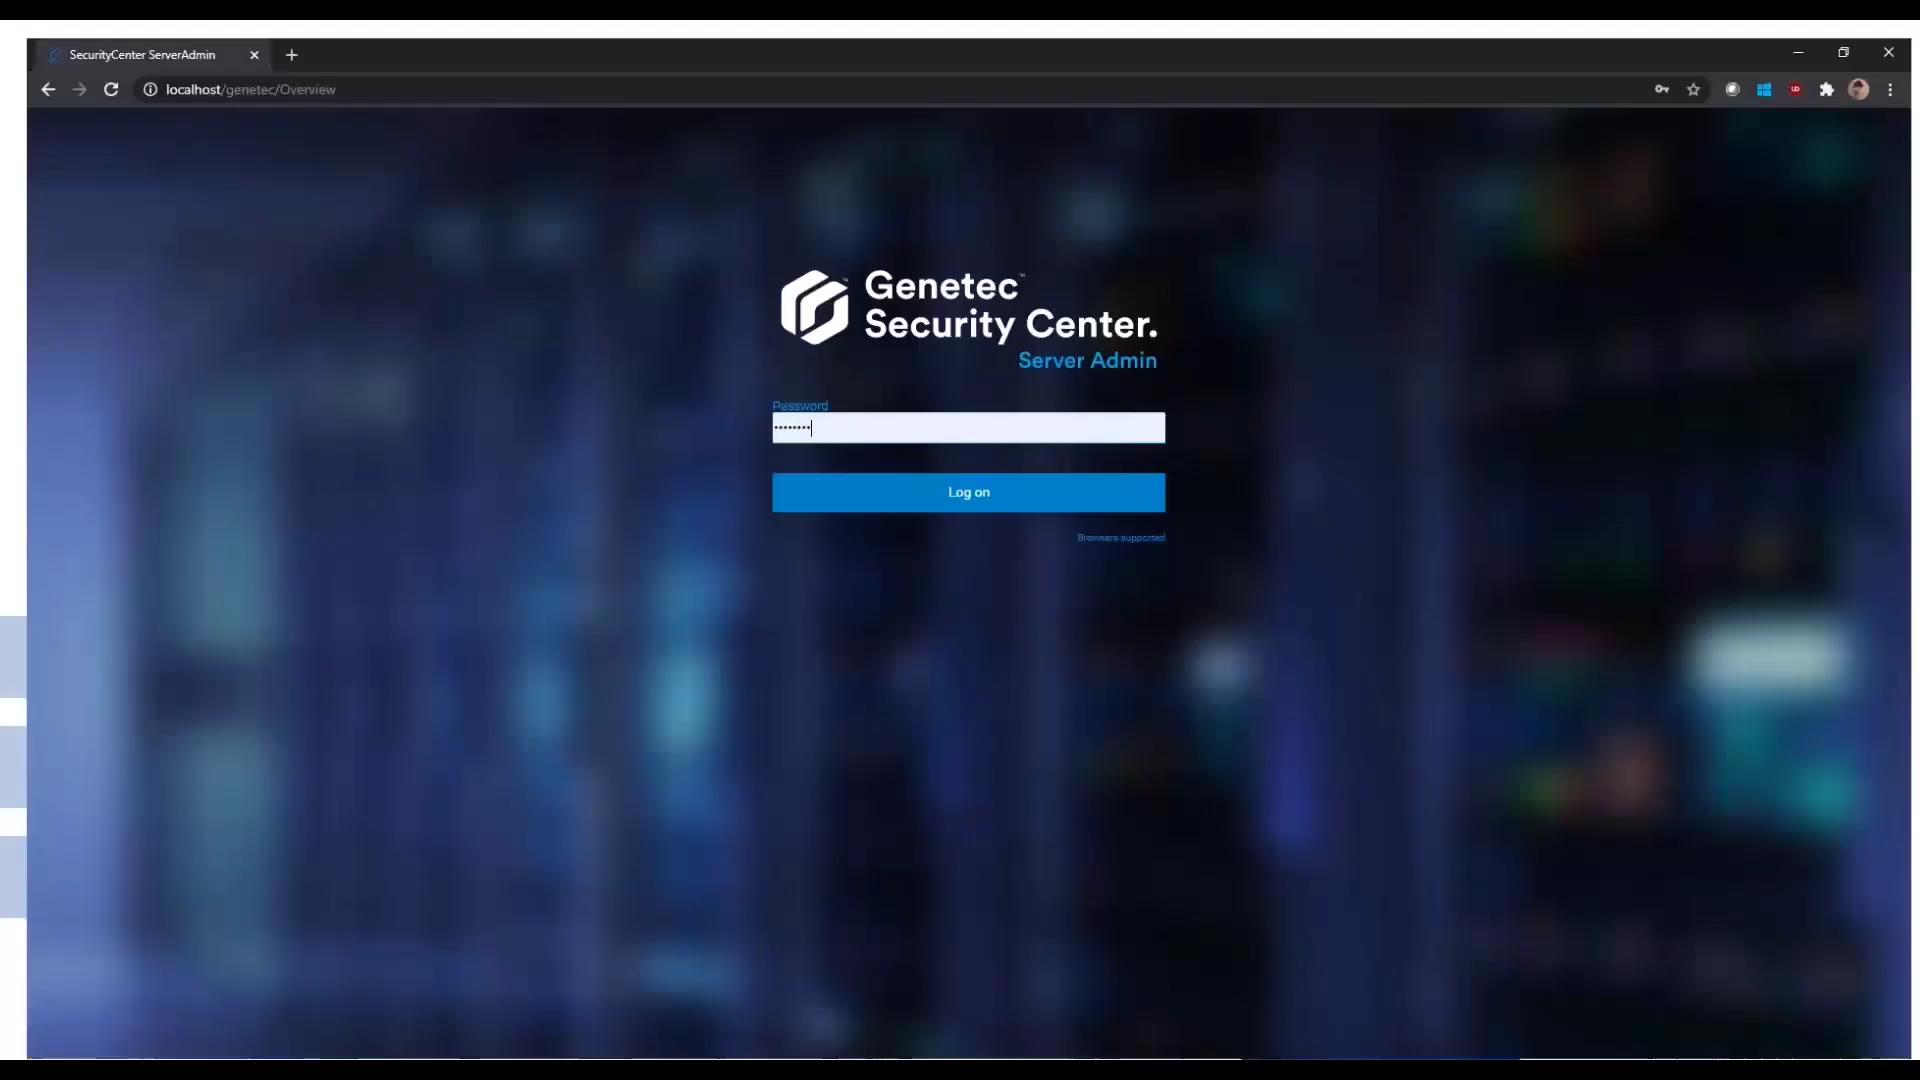 SecurityCenter ServerAdmin
localhost/genetec/Overview
Genetec™
Security Center.
Server Admin
Password
••••••••
Log on
Browsers supported